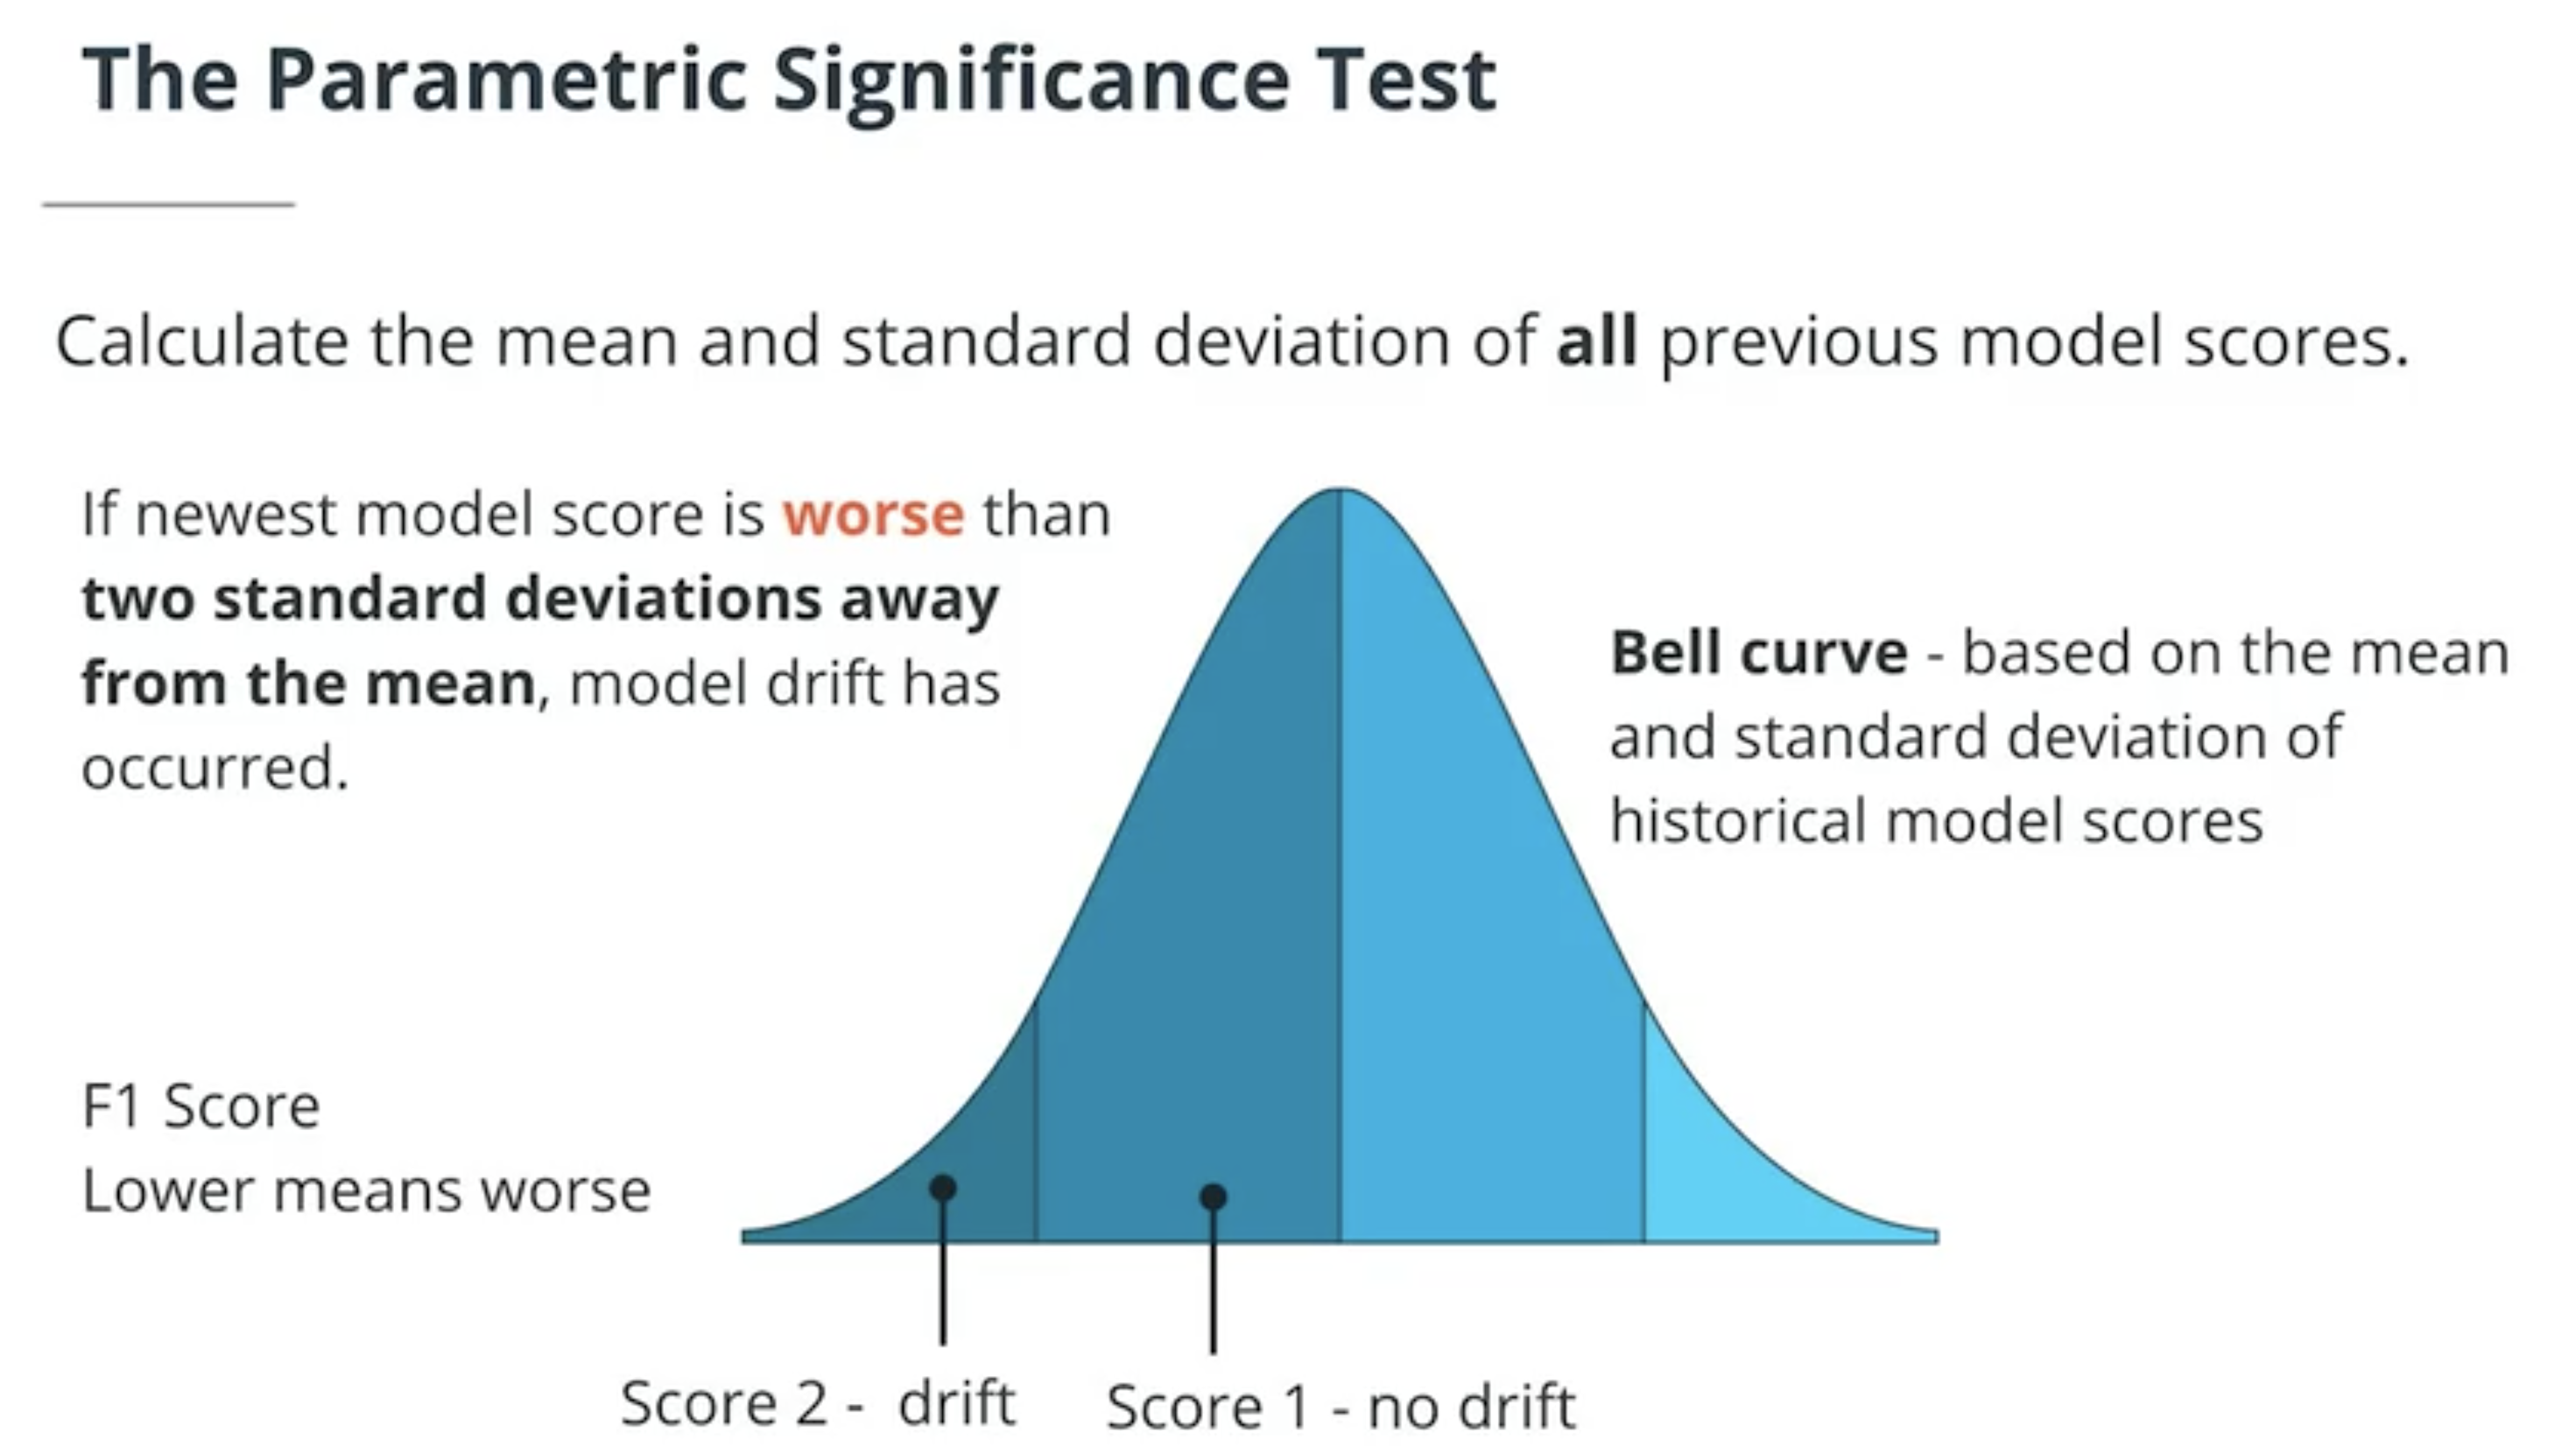 The Parametric Significance Test
Calculate the mean and standard deviation of all previous model scores.
If newest model score is worse than
two standard deviations away
from the mean, model drift has
occurred.
Bell curve - based on the mean
and standard deviation of
historical model scores
F1 Score
Lower means worse
Score 2 - drift
Score 1 - no drift